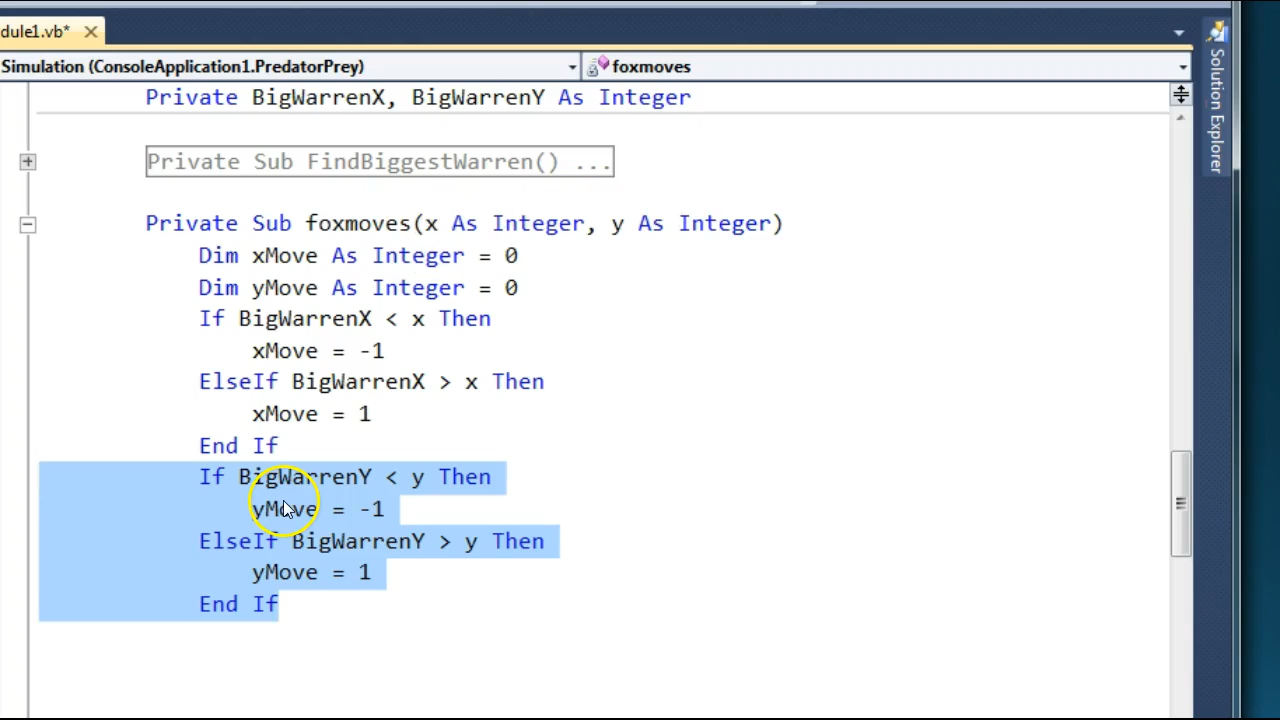 dule1.vb*
Simulation (ConsoleApplication1.PredatorPrey)
foxmoves
Private BigWarrenX, BigWarrenY As Integer
Private Sub FindBiggestWarren() ...
Private Sub foxmoves(x As Integer, y As Integer)
Dim xMove As Integer = 0
Dim yMove As Integer = 0
If BigWarrenX < x Then
xMove = -1
ElseIf BigWarrenX > x Then
xMove = 1
End If
If BigWarrenY < y Then
yMove = -1
ElseIf BigWarrenY > y Then
yMove = 1
End If
Solution Explorer